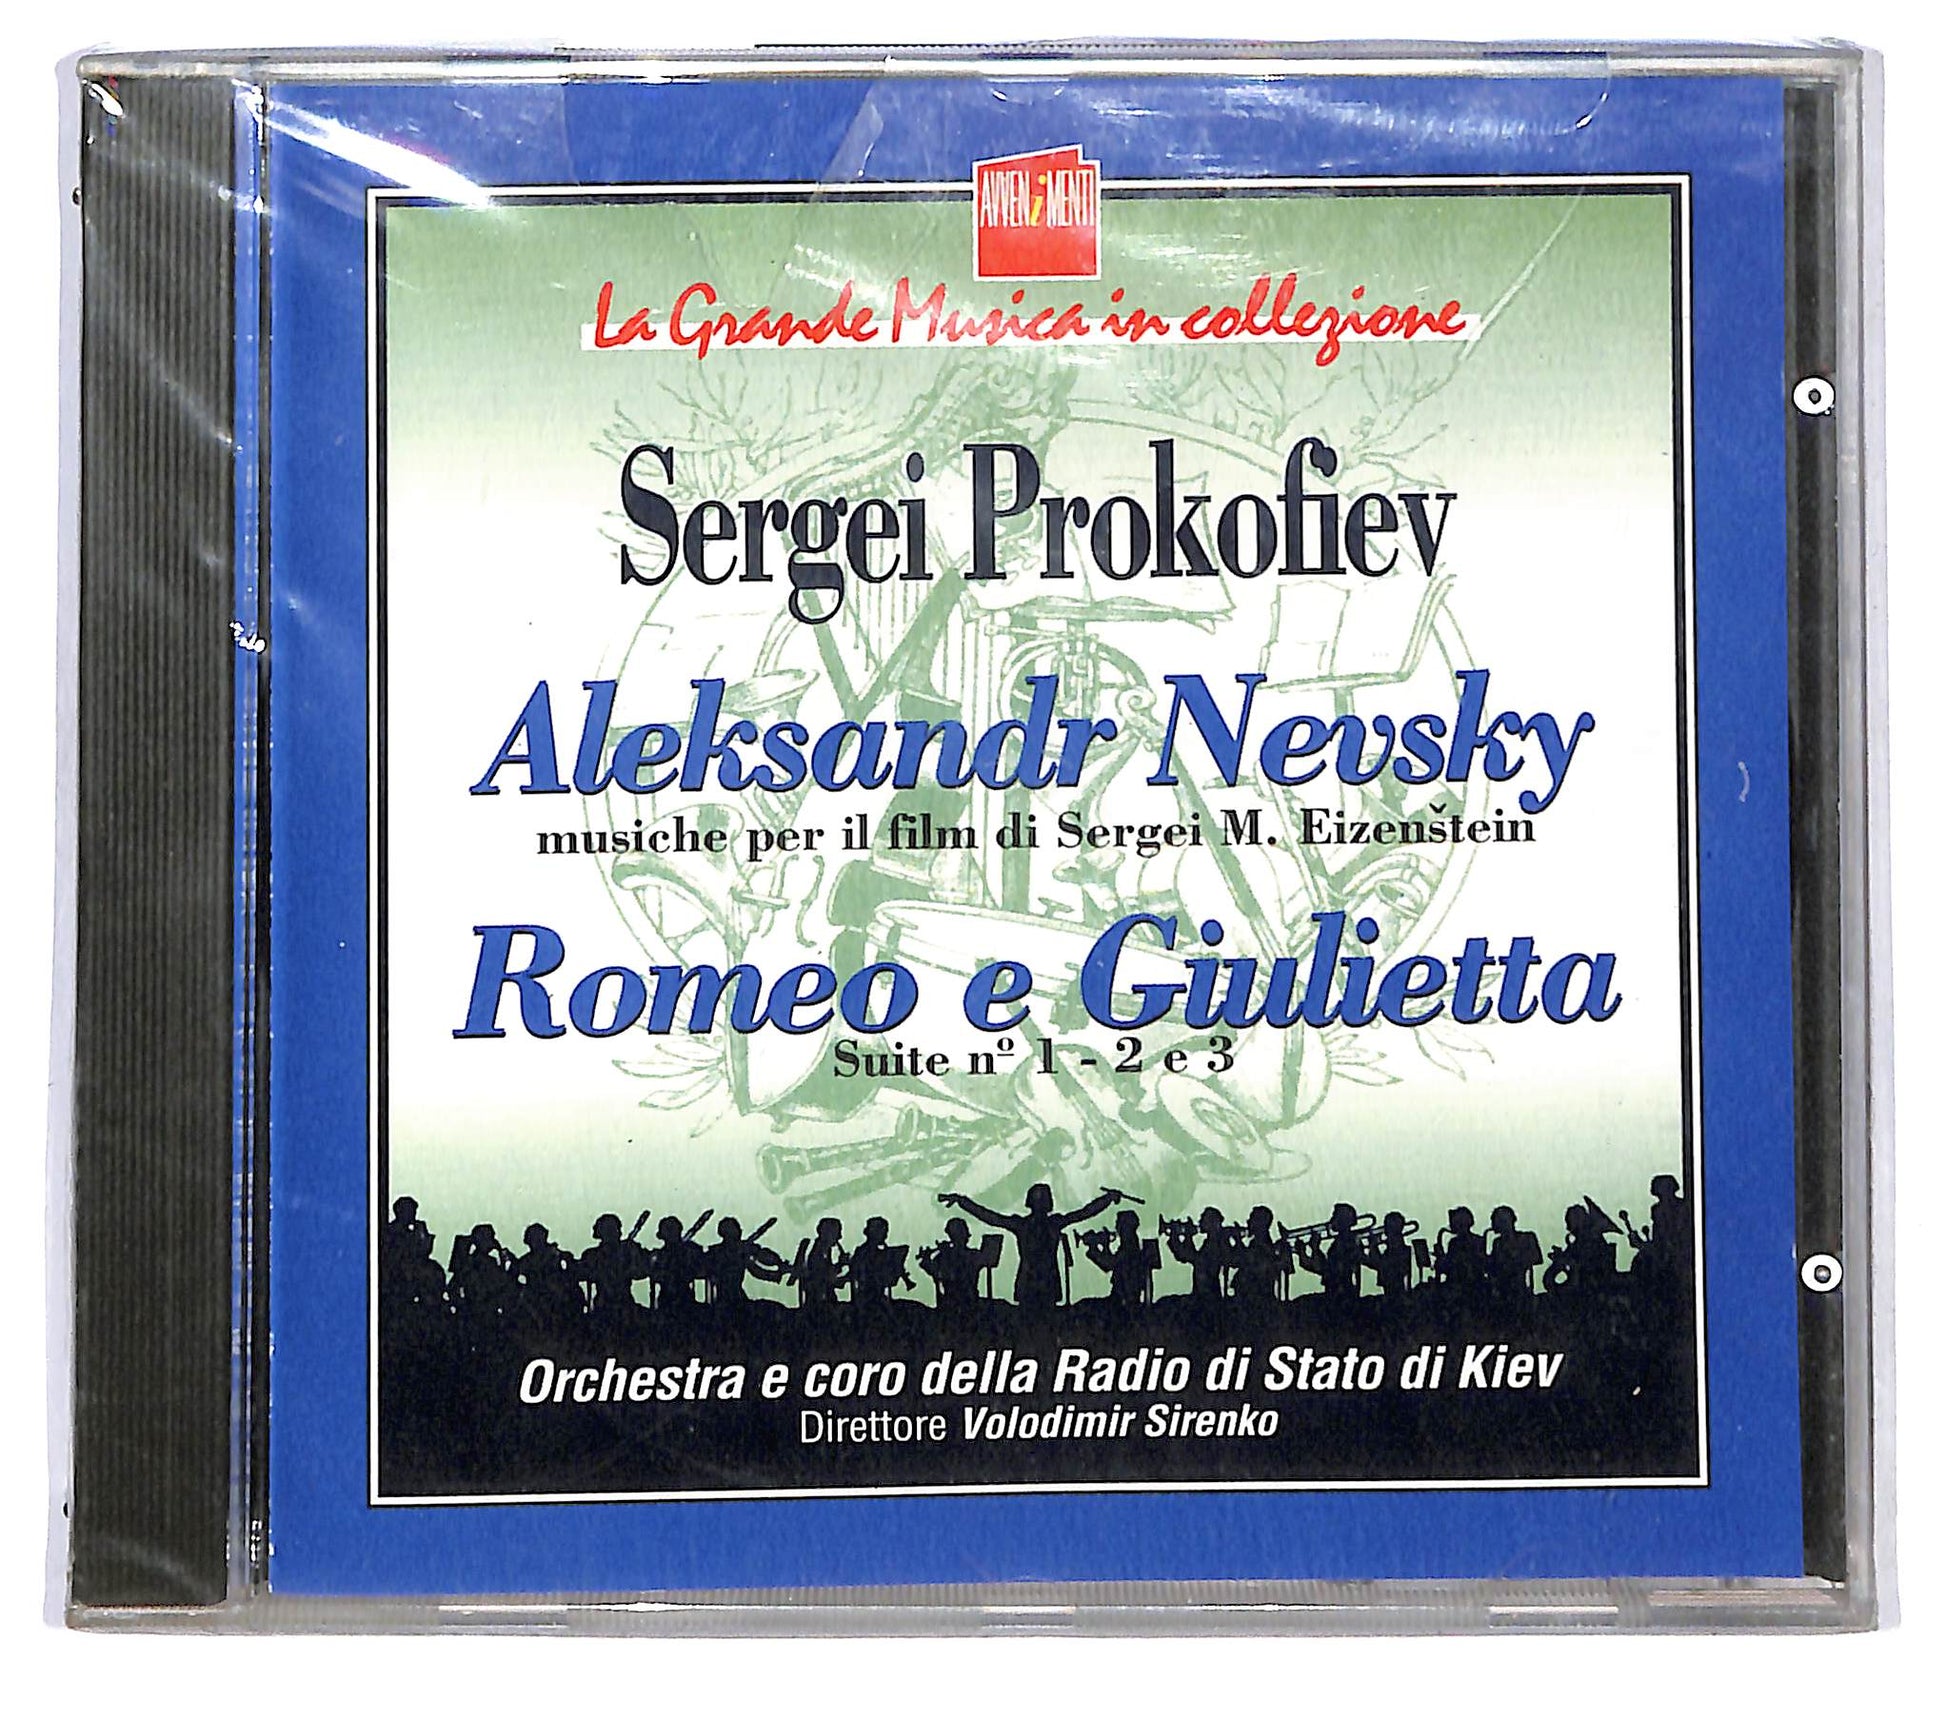 AVVENiMENTI
La Grande Musica in collezione
Sergei Prokofiev
Aleksandr Nevsky
musiche per il film di Sergei M. Eizenštein
Romeo e Giulietta
Suite nº 1 - 2 e 3
Orchestra e coro della Radio di Stato di Kiev
Direttore Volodimir Sirenko